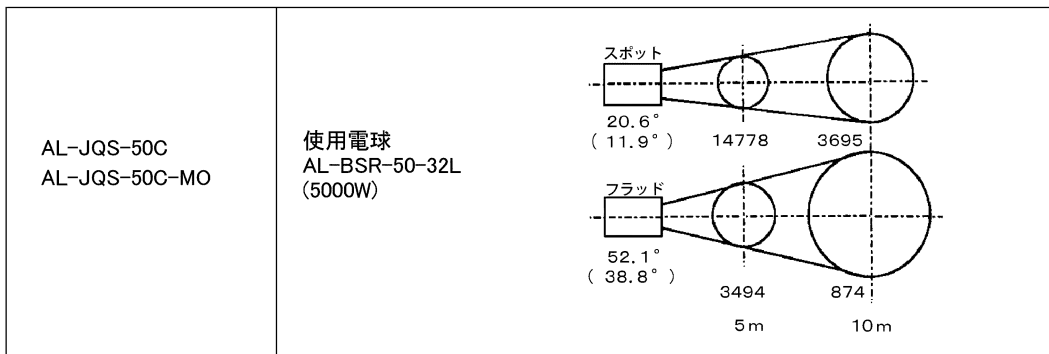 AL-JQS-50C
AL-JQS-50C-MO
使用電球
AL-BSR-50-32L
(5000W)
スポット
20.6°
( 11.9° )
14778
3695
フラッド
52.1°
( 38.8° )
3494
874
5m
10m